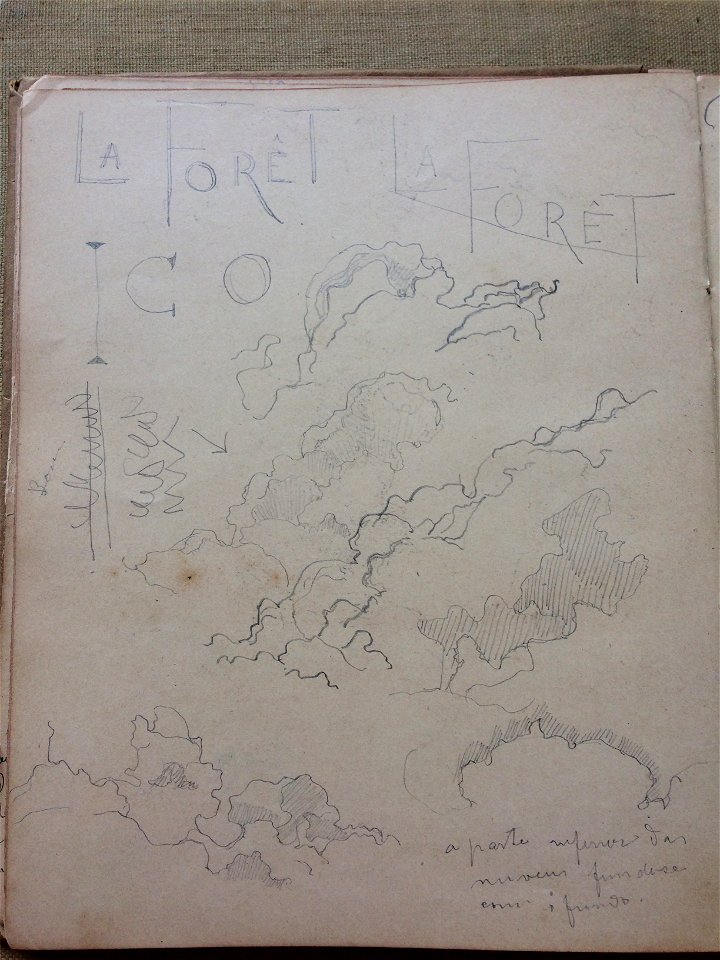 LA FORÊT
LA FORÊT
I C O
a parte inferior das
nuvens funde-se
com o fundo.